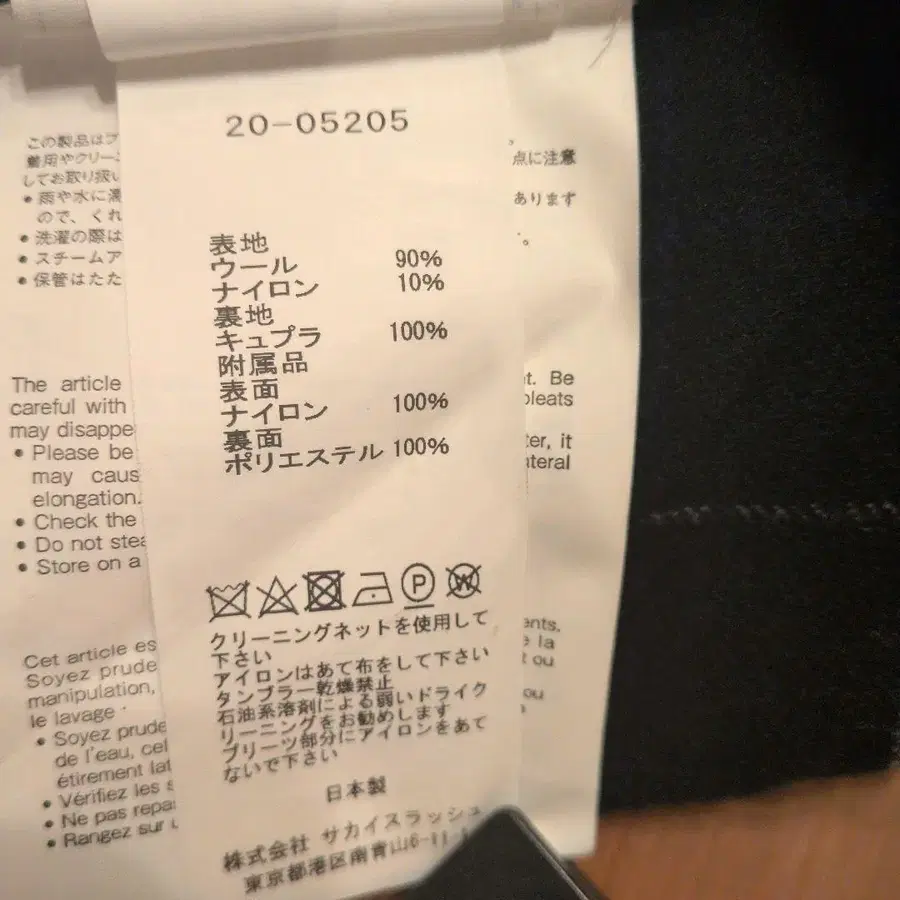 20-05205
表地
ウール 90%
ナイロン 10%
裏地
キュプラ 100%
附属品
表面
ナイロン 100%
裏面
ポリエステル 100%
P
W
クリーニングネットを使用して
下さい
アイロンはあて布をして下さい
タンブラー乾燥禁止
石油系溶剤による弱いドライク
リーニングをお勧めします
プリーツ部分にアイロンをあて
ないで下さい
日本製
株式会社 サカイスラッシュ
東京都港区南青山6-11-1
この製品はプ
着用やクリー
してお取り扱い
• 雨や水に濡
ので、くれ
• 洗濯の際は
• スチームア
• 保管はたた
点に注意
あります
。
The article
careful with
may disappe
• Please be
may caus
elongation.
• Check the
• Do not stea
• Store on a
t. Be
pleats
ter, it
ateral
Cet article es
Soyez prude
manipulation,
le lavage
• Soyez prude
de l'eau, cel
étirement lat
• Vérifiez les s
• Ne pas repa
• Rangez sur u
ents.
e la
t ou
ou